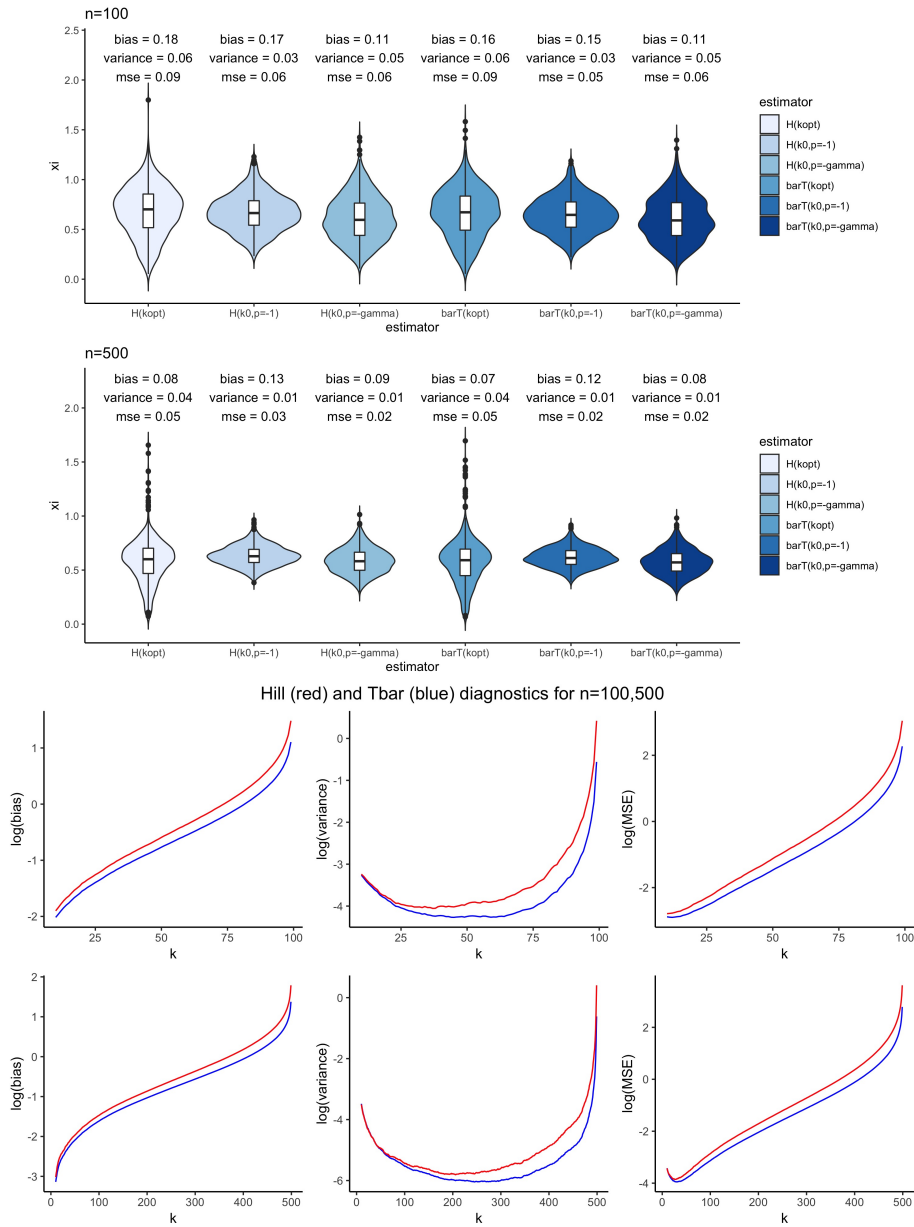 n=100
bias = 0.18 bias = 0.17 bias = 0.11 bias = 0.16 bias = 0.15 bias = 0.11
variance = 0.06 variance = 0.03 variance = 0.05 variance = 0.06 variance = 0.03 variance = 0.05
mse = 0.09 mse = 0.06 mse = 0.06 mse = 0.09 mse = 0.05 mse = 0.06
2.5
2.0
1.5
1.0
0.5
0.0
xi
H(kopt) H(k0,p=-1) H(k0,p=-gamma) barT(kopt) barT(k0,p=-1) barT(k0,p=-gamma)
estimator
estimator
H(kopt)
H(k0,p=-1)
H(k0,p=-gamma)
barT(kopt)
barT(k0,p=-1)
barT(k0,p=-gamma)
n=500
bias = 0.08 bias = 0.13 bias = 0.09 bias = 0.07 bias = 0.12 bias = 0.08
variance = 0.04 variance = 0.01 variance = 0.01 variance = 0.04 variance = 0.01 variance = 0.01
mse = 0.05 mse = 0.03 mse = 0.02 mse = 0.05 mse = 0.02 mse = 0.02
2.0
1.5
1.0
0.5
0.0
xi
H(kopt) H(k0,p=-1) H(k0,p=-gamma) barT(kopt) barT(k0,p=-1) barT(k0,p=-gamma)
estimator
estimator
H(kopt)
H(k0,p=-1)
H(k0,p=-gamma)
barT(kopt)
barT(k0,p=-1)
barT(k0,p=-gamma)
Hill (red) and Tbar (blue) diagnostics for n=100,500
log(bias)
1
0
-1
-2
25 50 75 100
k
log(variance)
0
-1
-2
-3
-4
25 50 75 100
k
log(MSE)
2
0
-2
25 50 75 100
k
log(bias)
2
1
0
-1
-2
-3
0 100 200 300 400 500
k
log(variance)
0
-2
-4
-6
0 100 200 300 400 500
k
log(MSE)
2
0
-2
-4
0 100 200 300 400 500
k